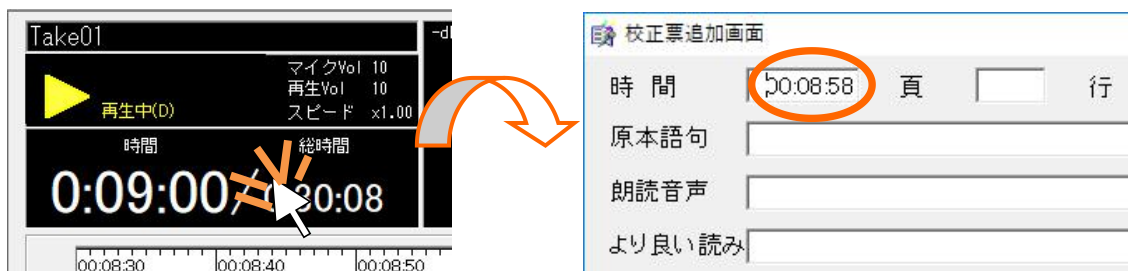 Take01
-d
マイクVol 10
再生Vol 10
スピード x1.00
再生中(D)
時間 総時間
0:09:00/0:30:08
00:08:30 00:08:40 00:08:50
校正票追加画面
時 間 00:08:58 頁 行
原本語句
朗読音声
より良い読み